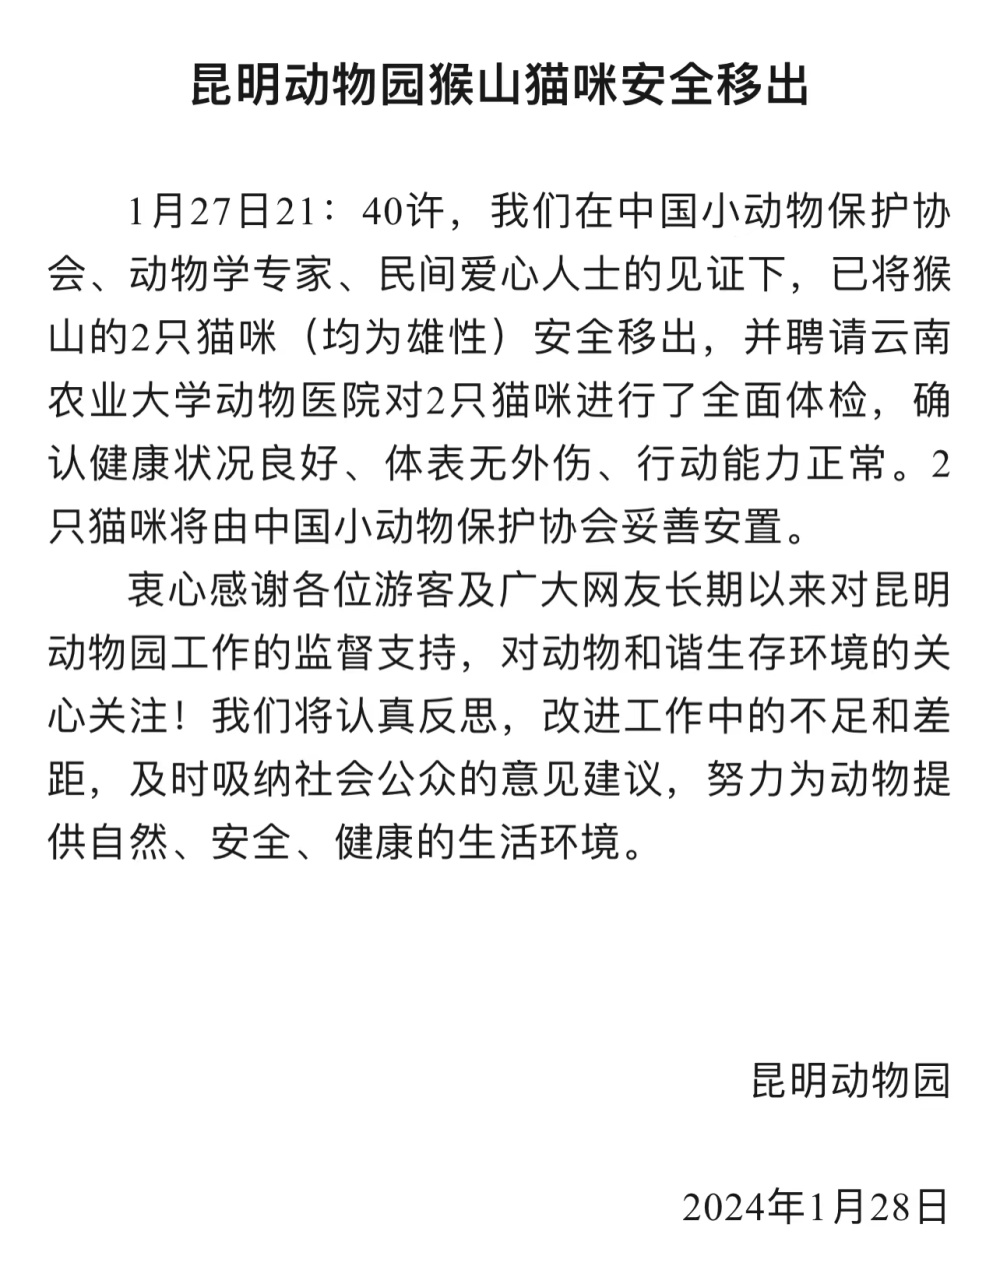 昆明动物园猴山猫咪安全移出
1月27日21：40许，我们在中国小动物保护协
会、动物学专家、民间爱心人士的见证下，已将猴
山的2只猫咪（均为雄性）安全移出，并聘请云南
农业大学动物医院对2只猫咪进行了全面体检，确
认健康状况良好、体表无外伤、行动能力正常。2
只猫咪将由中国小动物保护协会妥善安置。
衷心感谢各位游客及广大网友长期以来对昆明
动物园工作的监督支持，对动物和谐生存环境的关
心关注！我们将认真反思，改进工作中的不足和差
距，及时吸纳社会公众的意见建议，努力为动物提
供自然、安全、健康的生活环境。
昆明动物园
2024年1月28日